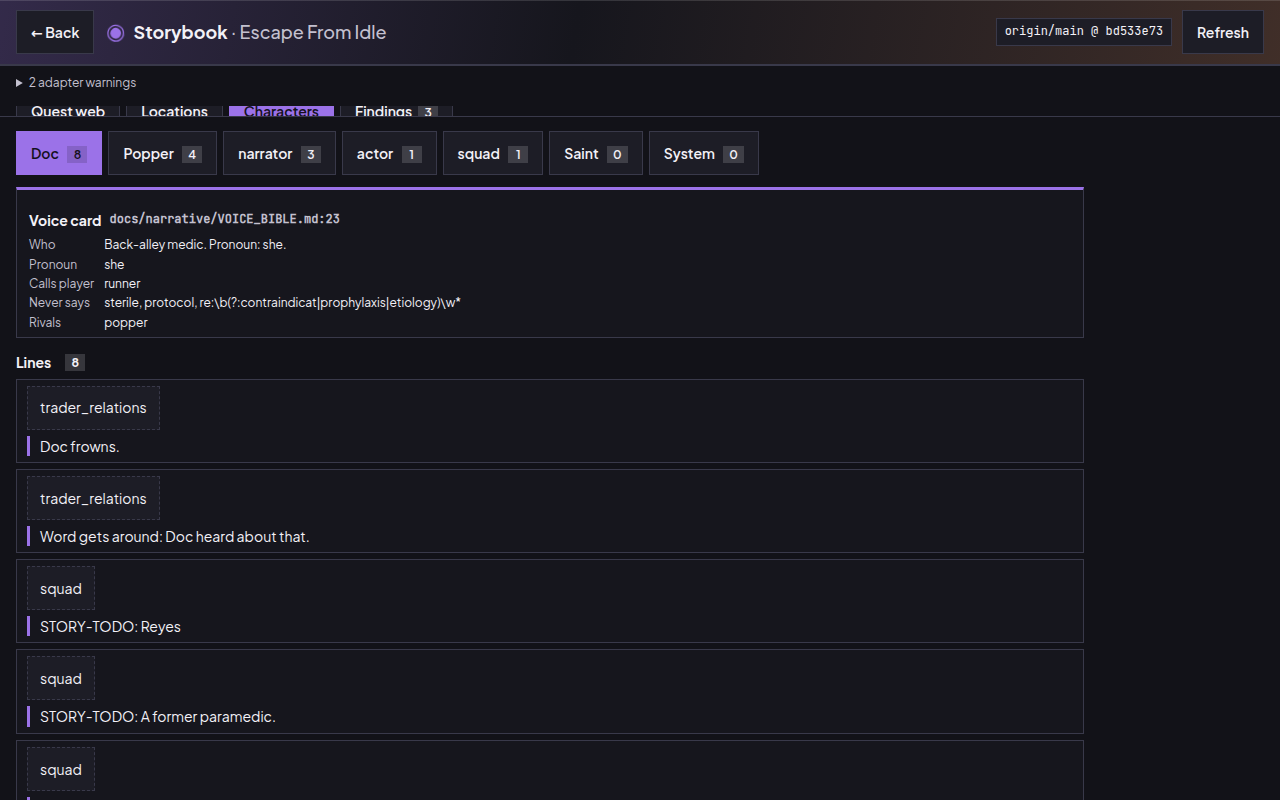 ← Back
Storybook · Escape From Idle
origin/main @ bd533e73
Refresh
▶ 2 adapter warnings
Quest web
Locations
Characters
Findings 3
Doc 8
Popper 4
narrator 3
actor 1
squad 1
Saint 0
System 0
Voice card docs/narrative/VOICE_BIBLE.md:23
Who Back-alley medic. Pronoun: she.
Pronoun she
Calls player runner
Never says sterile, protocol, re:\b(?:contraindicat|prophylaxis|etiology)\w*
Rivals popper
Lines 8
trader_relations
Doc frowns.
trader_relations
Word gets around: Doc heard about that.
squad
STORY-TODO: Reyes
squad
STORY-TODO: A former paramedic.
squad